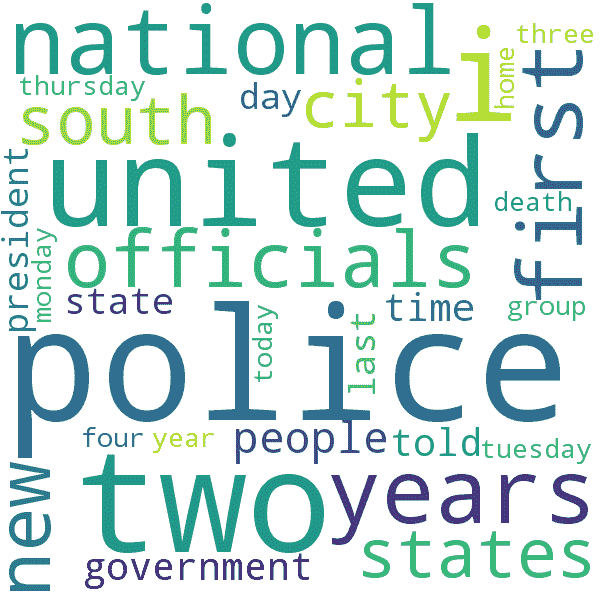 national
i
three
thursday
home
day
city
south
first
united
death
president
monday
officials
state
time
group
police
today
last
four
year
people
told
tuesday
new
two
years
government
states